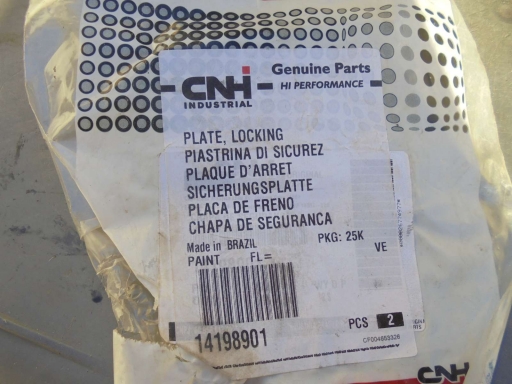 CNH
INDUSTRIAL
Genuine Parts
HI PERFORMANCE
PLATE, LOCKING
PIASTRINA DI SICUREZ
PLAQUE D'ARRET
SICHERUNGSPLATTE
PLACA DE FRENO
CHAPA DE SEGURANCA
Made in BRAZIL PKG: 25K
PAINT FL= VE
14198901
PCS 2
CNH